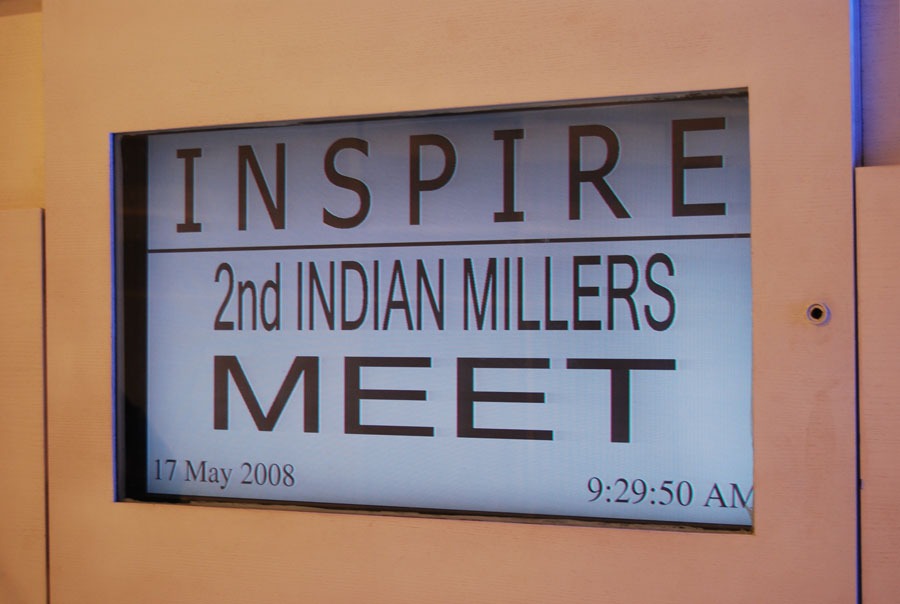 INSPIRE
2nd INDIAN MILLERS
MEET
17 May 2008
9:29:50 AM